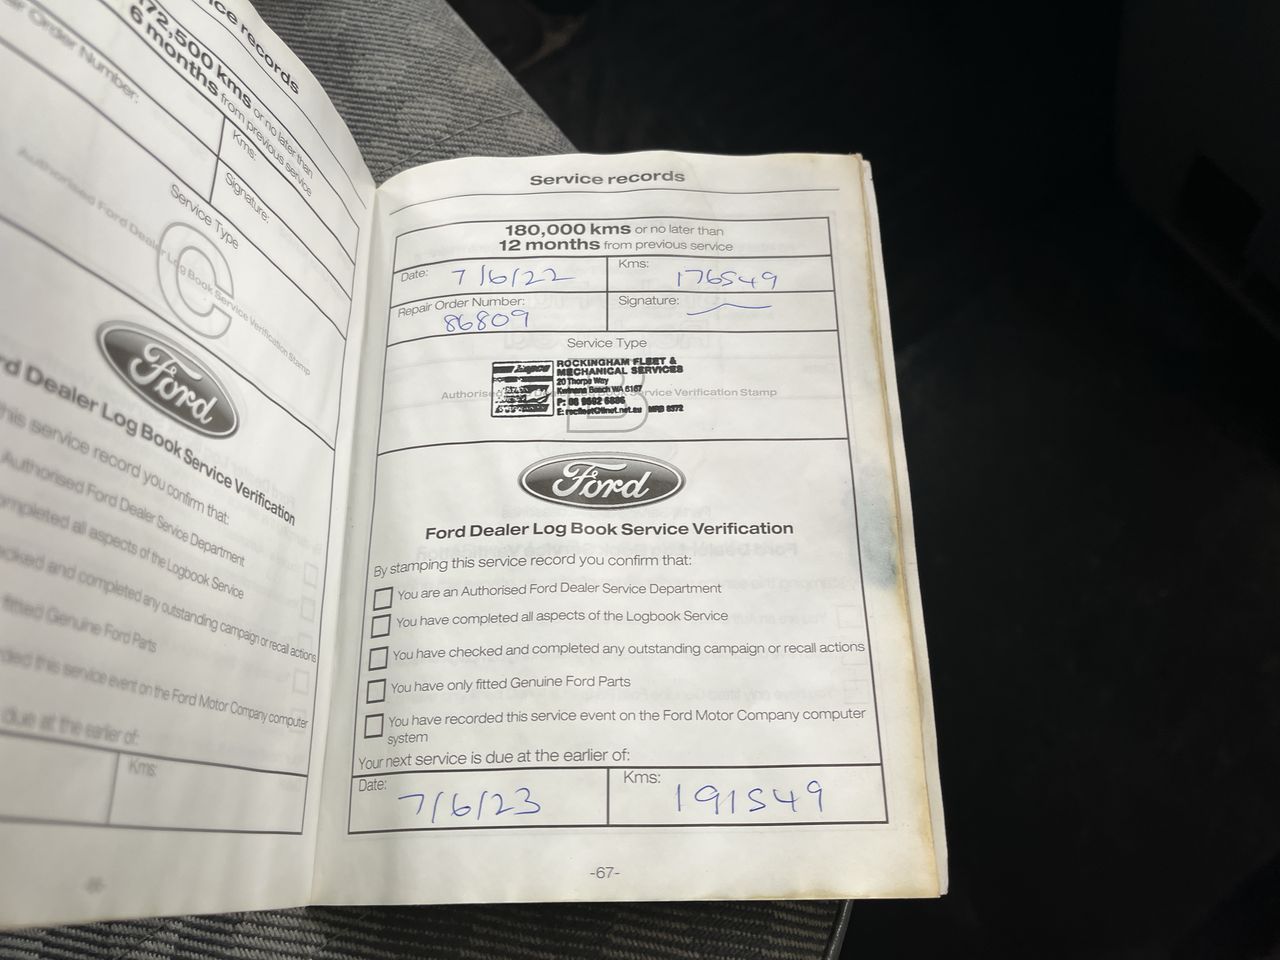 ice records
172,500 kms or no later than
6 months from previous service
Order Number:
Kms:
Signature:
Service Type
Authorised Ford Dealer Log Book Service Verification Stamp
C
Ford
rd Dealer Log Book Service Verification
his service record you confirm that:
Authorised Ford Dealer Service Department
ompleted all aspects of the Logbook Service
ocked and completed any outstanding campaign or recall actions
fitted Genuine Ford Parts
rded this service event on the Ford Motor Company computer
due at the earlier of:
Kms:
Service records
180,000 kms or no later than
12 months from previous service
Date: 7/6/22
Kms: 176549
Repair Order Number: 86809
Signature:
Service Type
ROCKINGHAM FLEET &
MECHANICAL SERVICES
20 Thorpe Way
Kwinana Beach WA 6167
Authorised Service Verification Stamp
B
Ford
Ford Dealer Log Book Service Verification
By stamping this service record you confirm that:
You are an Authorised Ford Dealer Service Department
You have completed all aspects of the Logbook Service
You have checked and completed any outstanding campaign or recall actions
You have only fitted Genuine Ford Parts
You have recorded this service event on the Ford Motor Company computer
system
Your next service is due at the earlier of:
Date: 7/6/23
Kms: 191549
-67-